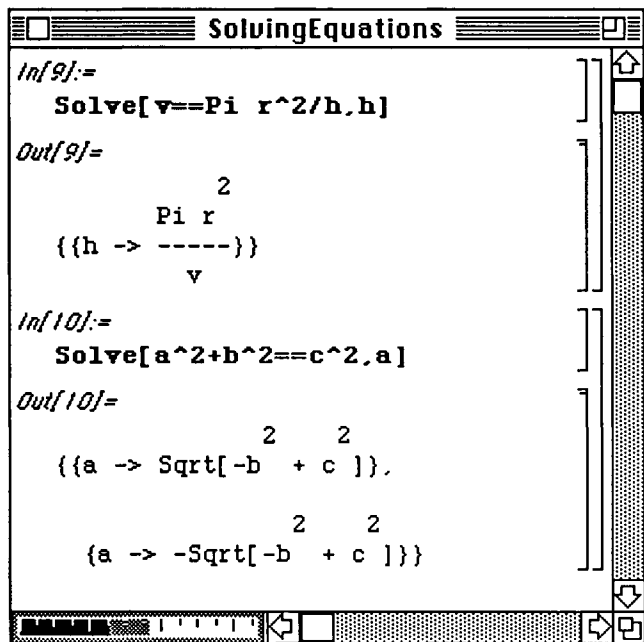 SolvingEquations
In[9]:=
Solve[v==Pi r^2/h,h]
Out[9]=
2
Pi r
{{h -> -----}}
v
In[10]:=
Solve[a^2+b^2==c^2,a]
Out[10]=
2 2
{{a -> Sqrt[-b + c ]},
2 2
{a -> -Sqrt[-b + c ]}}